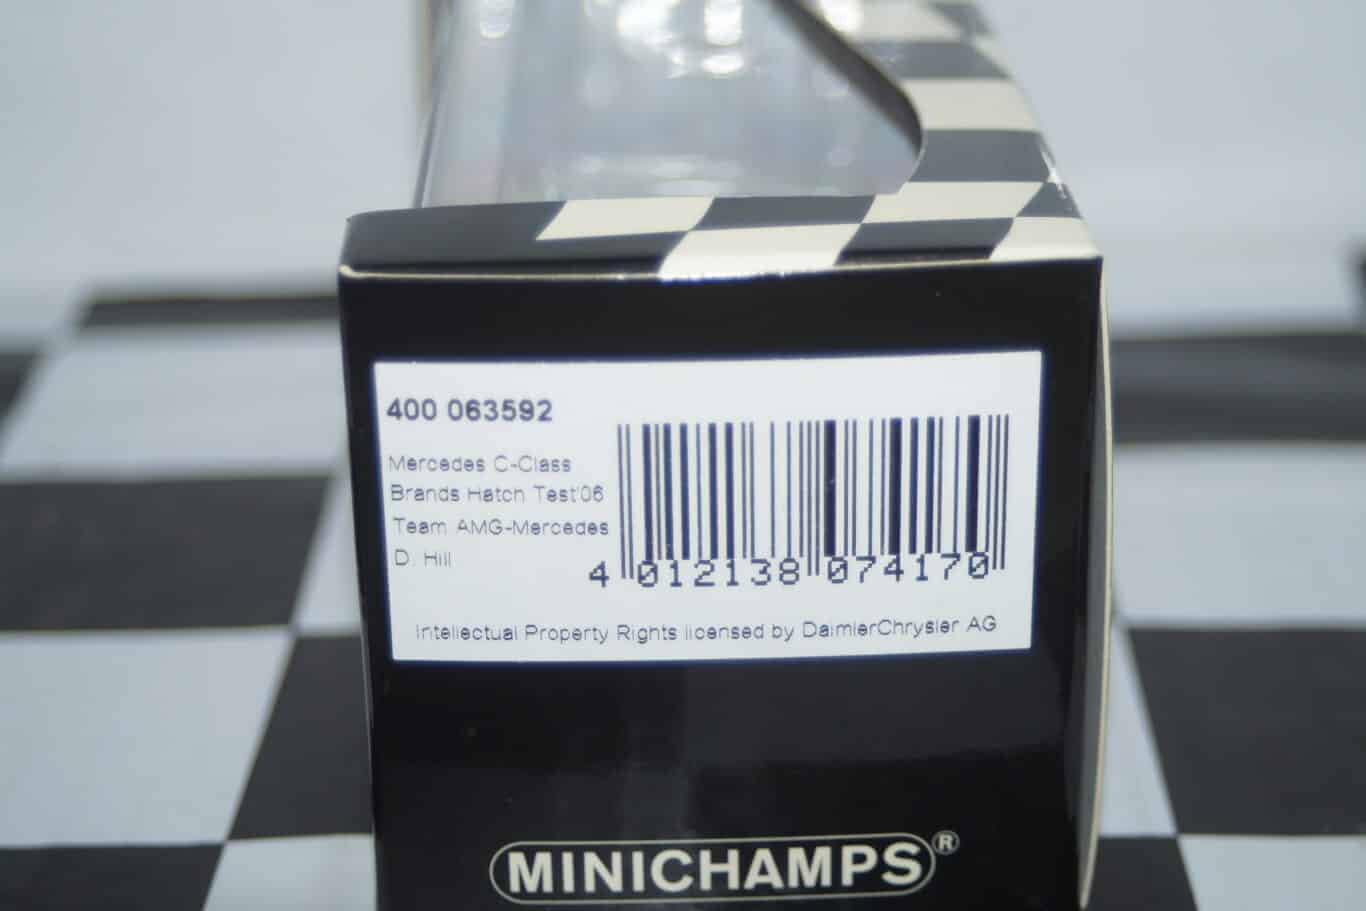 400 063592
Mercedes C-Class
Brands Hatch Test'06
Team AMG-Mercedes
D. Hill
4 012138 074170
Intellectual Property Rights licensed by DaimlerChrysler AG
MINICHAMPS®